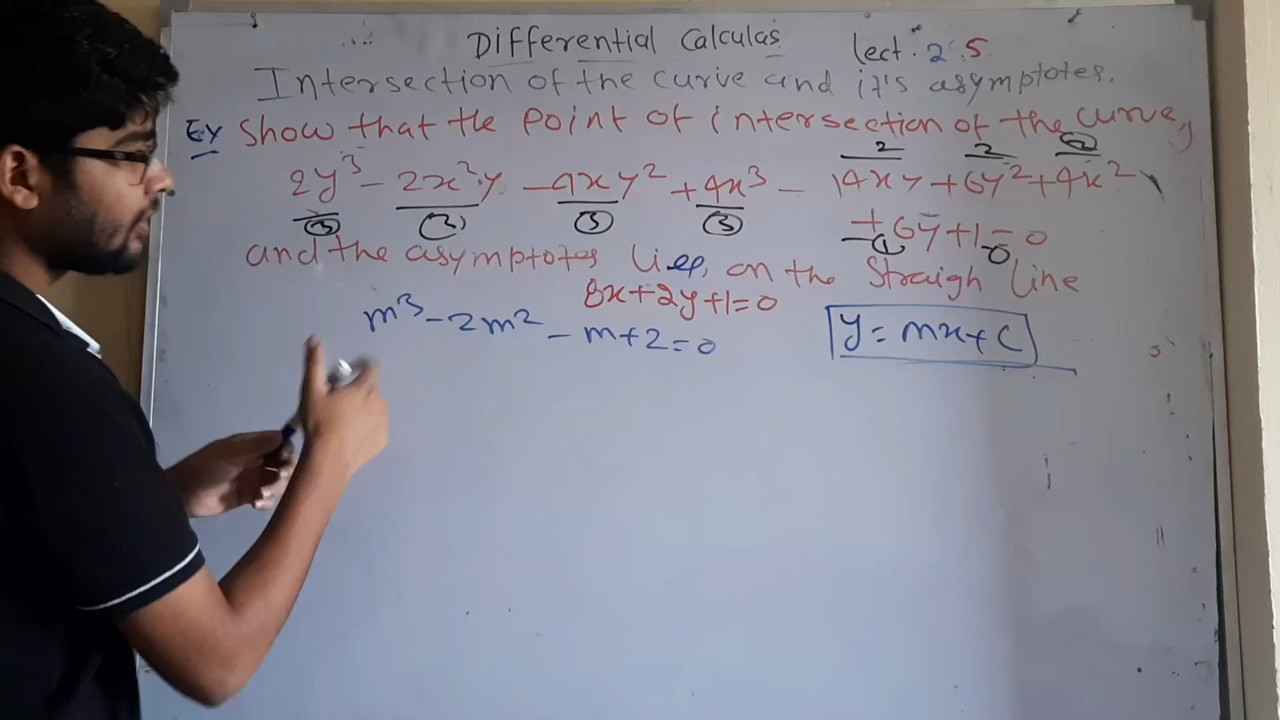 Differential Calculas lect. 2.5
Intersection of the curve and it's asymptotes.
Ex Show that the point of intersection of the curve,
2y³ - 2x²y - 4xy² + 4x³ - 14xy + 6y² + 4x²
+ 6y + 1 = 0
and the asymptotes lies, on the Straigh line
8x + 2y + 1 = 0
m³ - 2m² - m + 2 = 0
y = mx + c